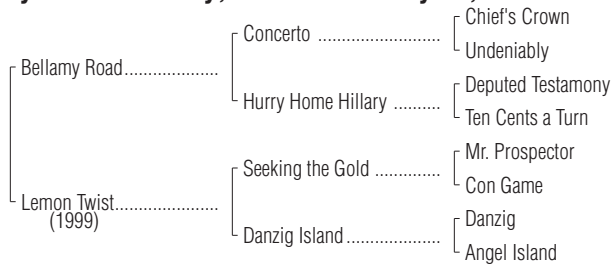 Chief's Crown
Concerto ........................
Undeniably
Bellamy Road...................
Deputed Testamony
Hurry Home Hillary ..........
Ten Cents a Turn
Mr. Prospector
Seeking the Gold .............
Con Game
Lemon Twist.....................
(1999)
Danzig
Danzig Island...................
Angel Island